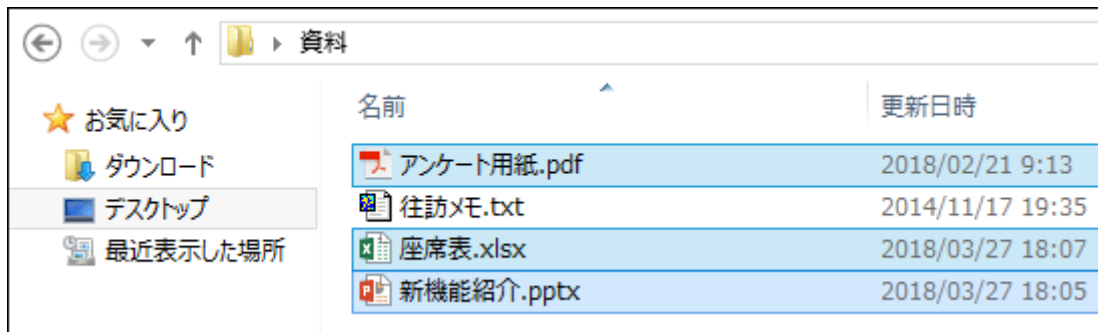 資料
お気に入り
ダウンロード
デスクトップ
最近表示した場所
名前 更新日時
アンケート用紙.pdf 2018/02/21 9:13
往訪メモ.txt 2014/11/17 19:35
座席表.xlsx 2018/03/27 18:07
新機能紹介.pptx 2018/03/27 18:05